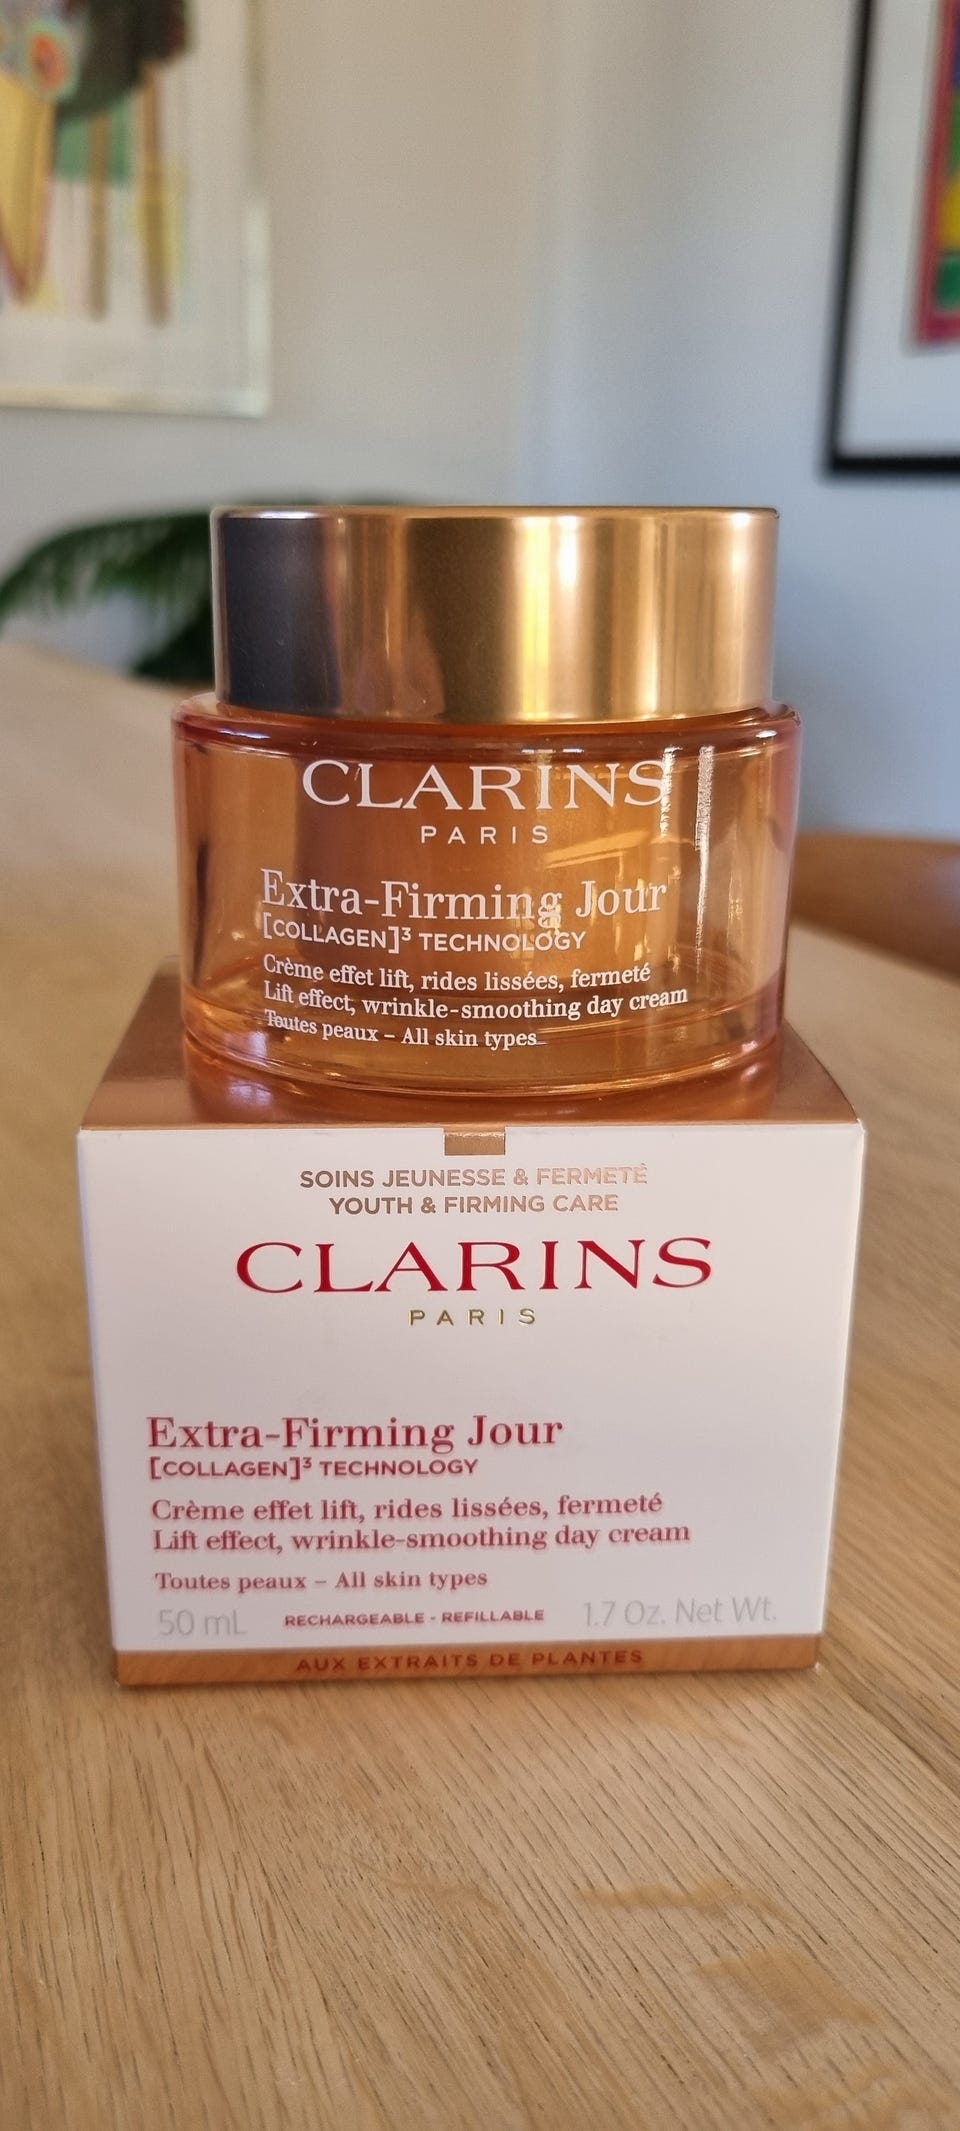 CLARINS
PARIS
Extra-Firming Jour
[COLLAGEN]³ TECHNOLOGY
Crème effet lift, rides lissées, fermeté
Lift effect, wrinkle-smoothing day cream
Toutes peaux – All skin types
SOINS JEUNESSE & FERMETÉ
YOUTH & FIRMING CARE
CLARINS
PARIS
Extra-Firming Jour
[COLLAGEN]³ TECHNOLOGY
Crème effet lift, rides lissées, fermeté
Lift effect, wrinkle-smoothing day cream
Toutes peaux – All skin types
50 mL RECHARGEABLE - REFILLABLE 1.7 Oz. Net Wt.
AUX EXTRAITS DE PLANTES